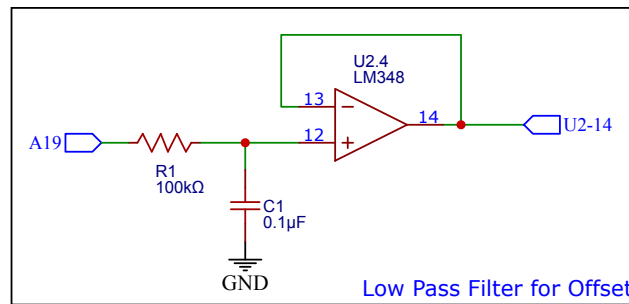 U2.4
LM348
13
14
12
A19
U2-14
R1
100kΩ
C1
0.1µF
GND
Low Pass Filter for Offset